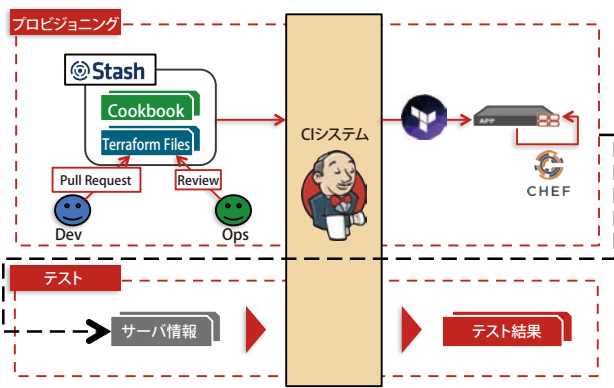 プロビジョニング
Stash
Cookbook
Terraform Files
Pull Request
Review
Dev
Ops
CIシステム
APP
CHEF
テスト
サーバ情報
テスト結果